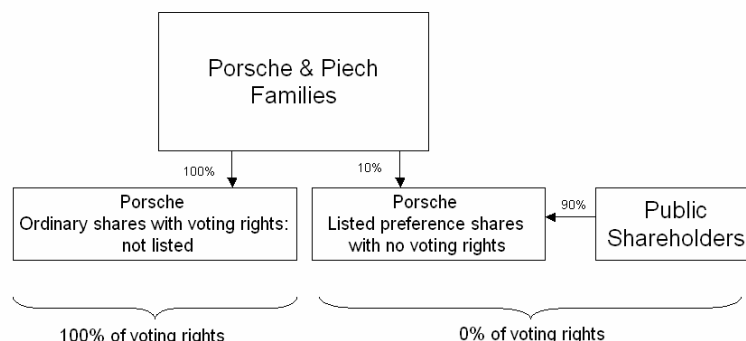 Porsche & Piech
Families
100%
10%
Porsche
Ordinary shares with voting rights:
not listed
Porsche
Listed preference shares
with no voting rights
90%
Public
Shareholders
100% of voting rights
0% of voting rights